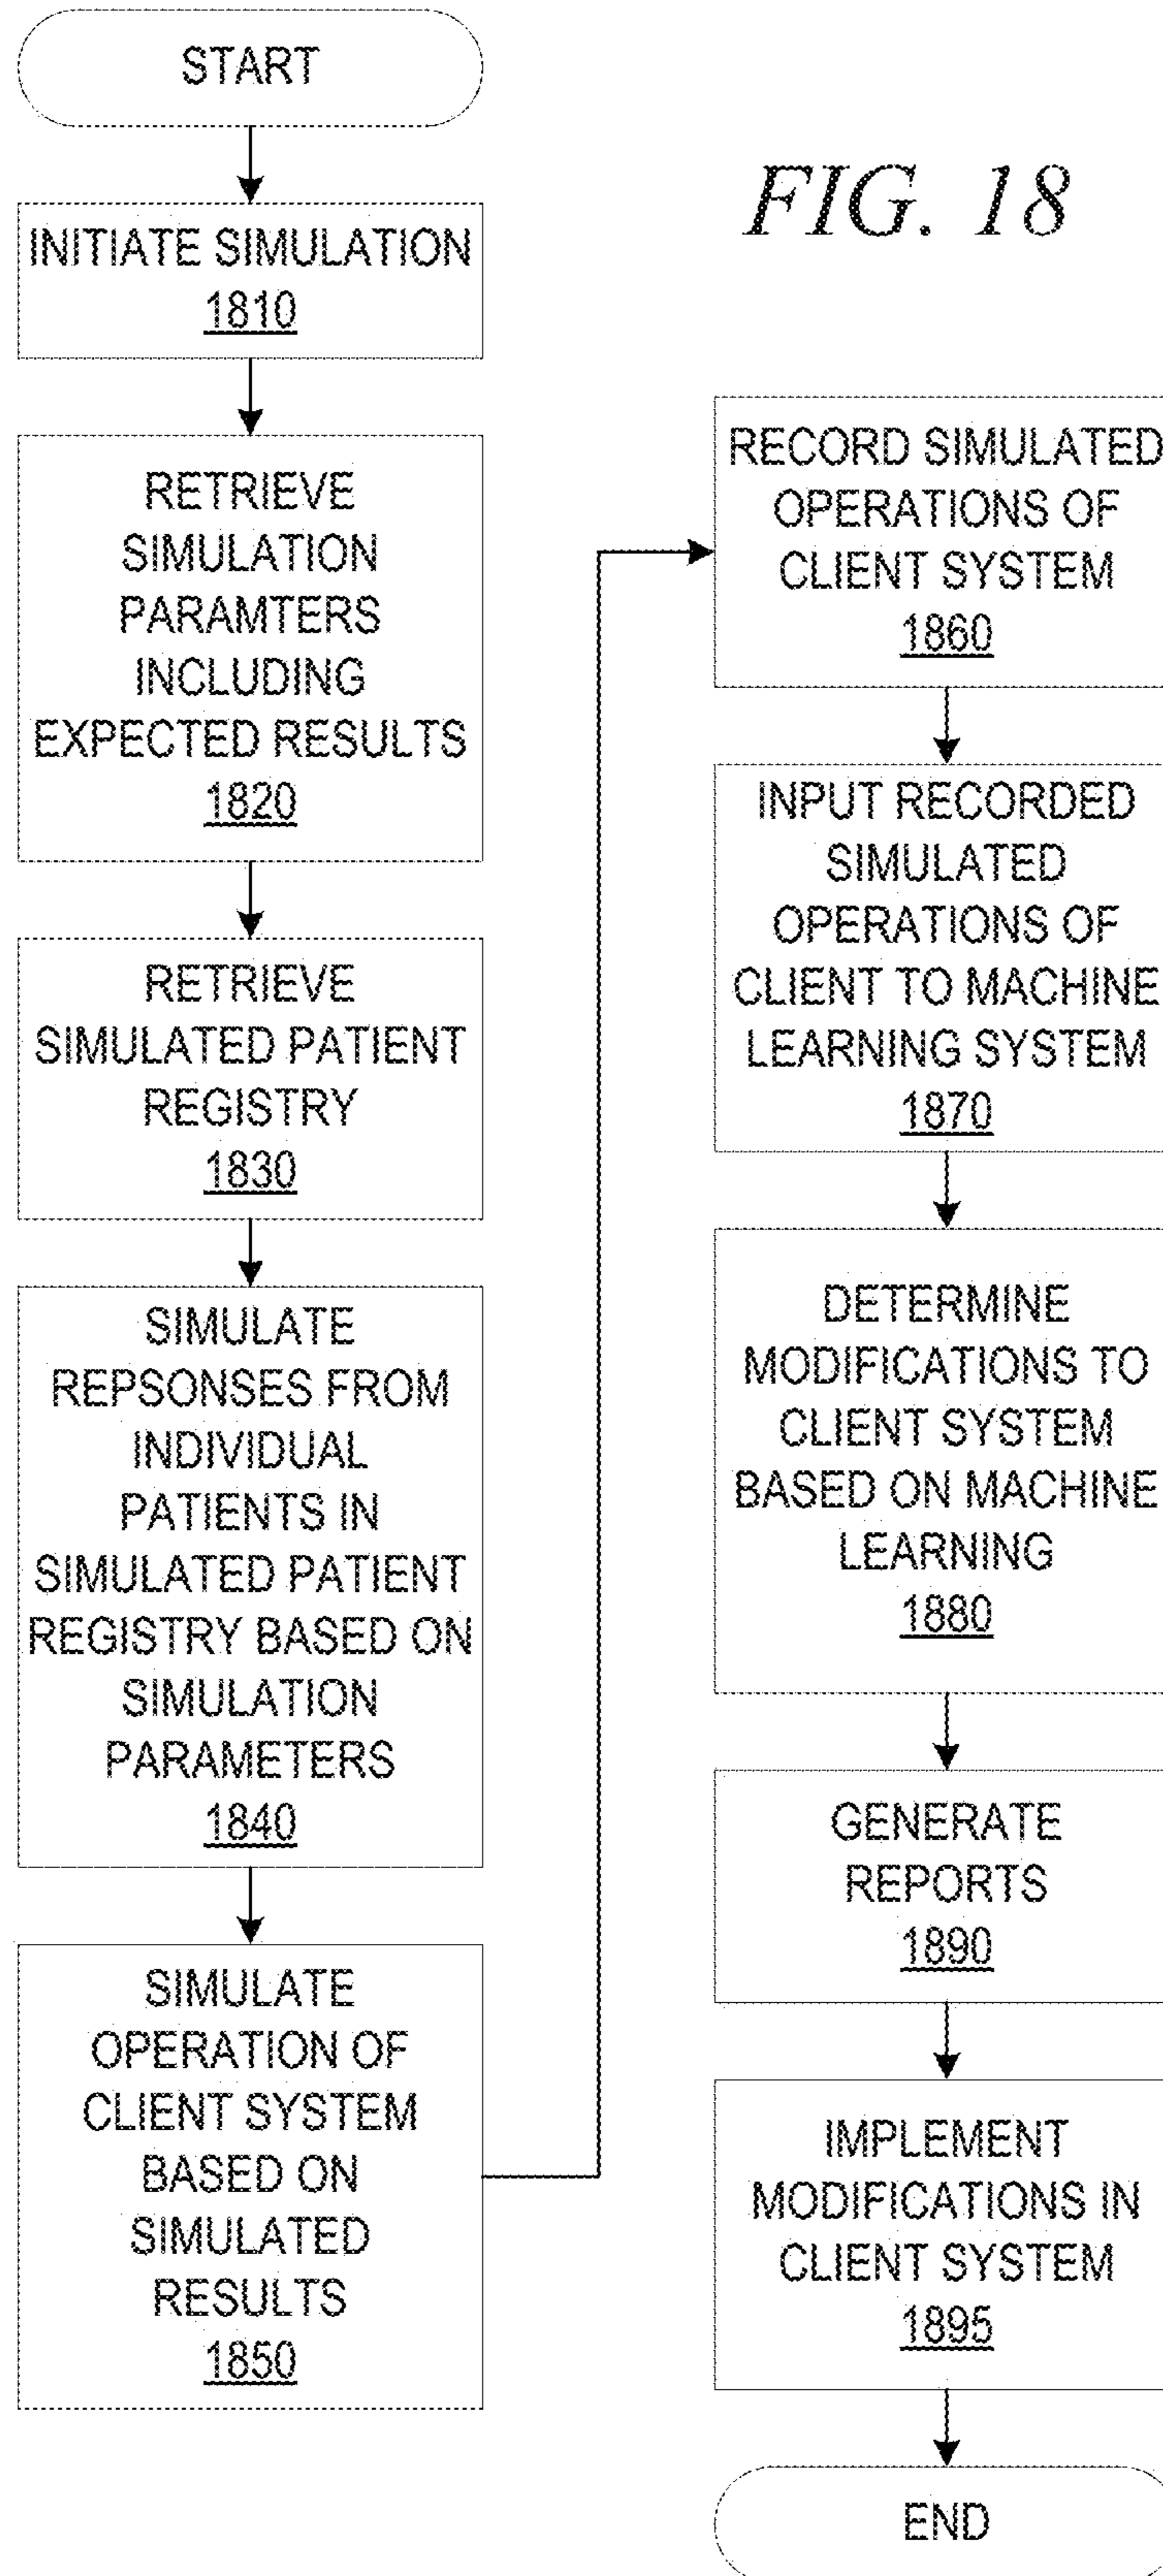 START
INITIATE SIMULATION
1810
RETRIEVE
SIMULATION
PARAMTERS
INCLUDING
EXPECTED RESULTS
1820
RETRIEVE
SIMULATED PATIENT
REGISTRY
1830
SIMULATE
REPSONSES FROM
INDIVIDUAL
PATIENTS IN
SIMULATED PATIENT
REGISTRY BASED ON
SIMULATION
PARAMETERS
1840
SIMULATE
OPERATION OF
CLIENT SYSTEM
BASED ON
SIMULATED
RESULTS
1850
FIG. 18
RECORD SIMULATED
OPERATIONS OF
CLIENT SYSTEM
1860
INPUT RECORDED
SIMULATED
OPERATIONS OF
CLIENT TO MACHINE
LEARNING SYSTEM
1870
DETERMINE
MODIFICATIONS TO
CLIENT SYSTEM
BASED ON MACHINE
LEARNING
1880
GENERATE
REPORTS
1890
IMPLEMENT
MODIFICATIONS IN
CLIENT SYSTEM
1895
END